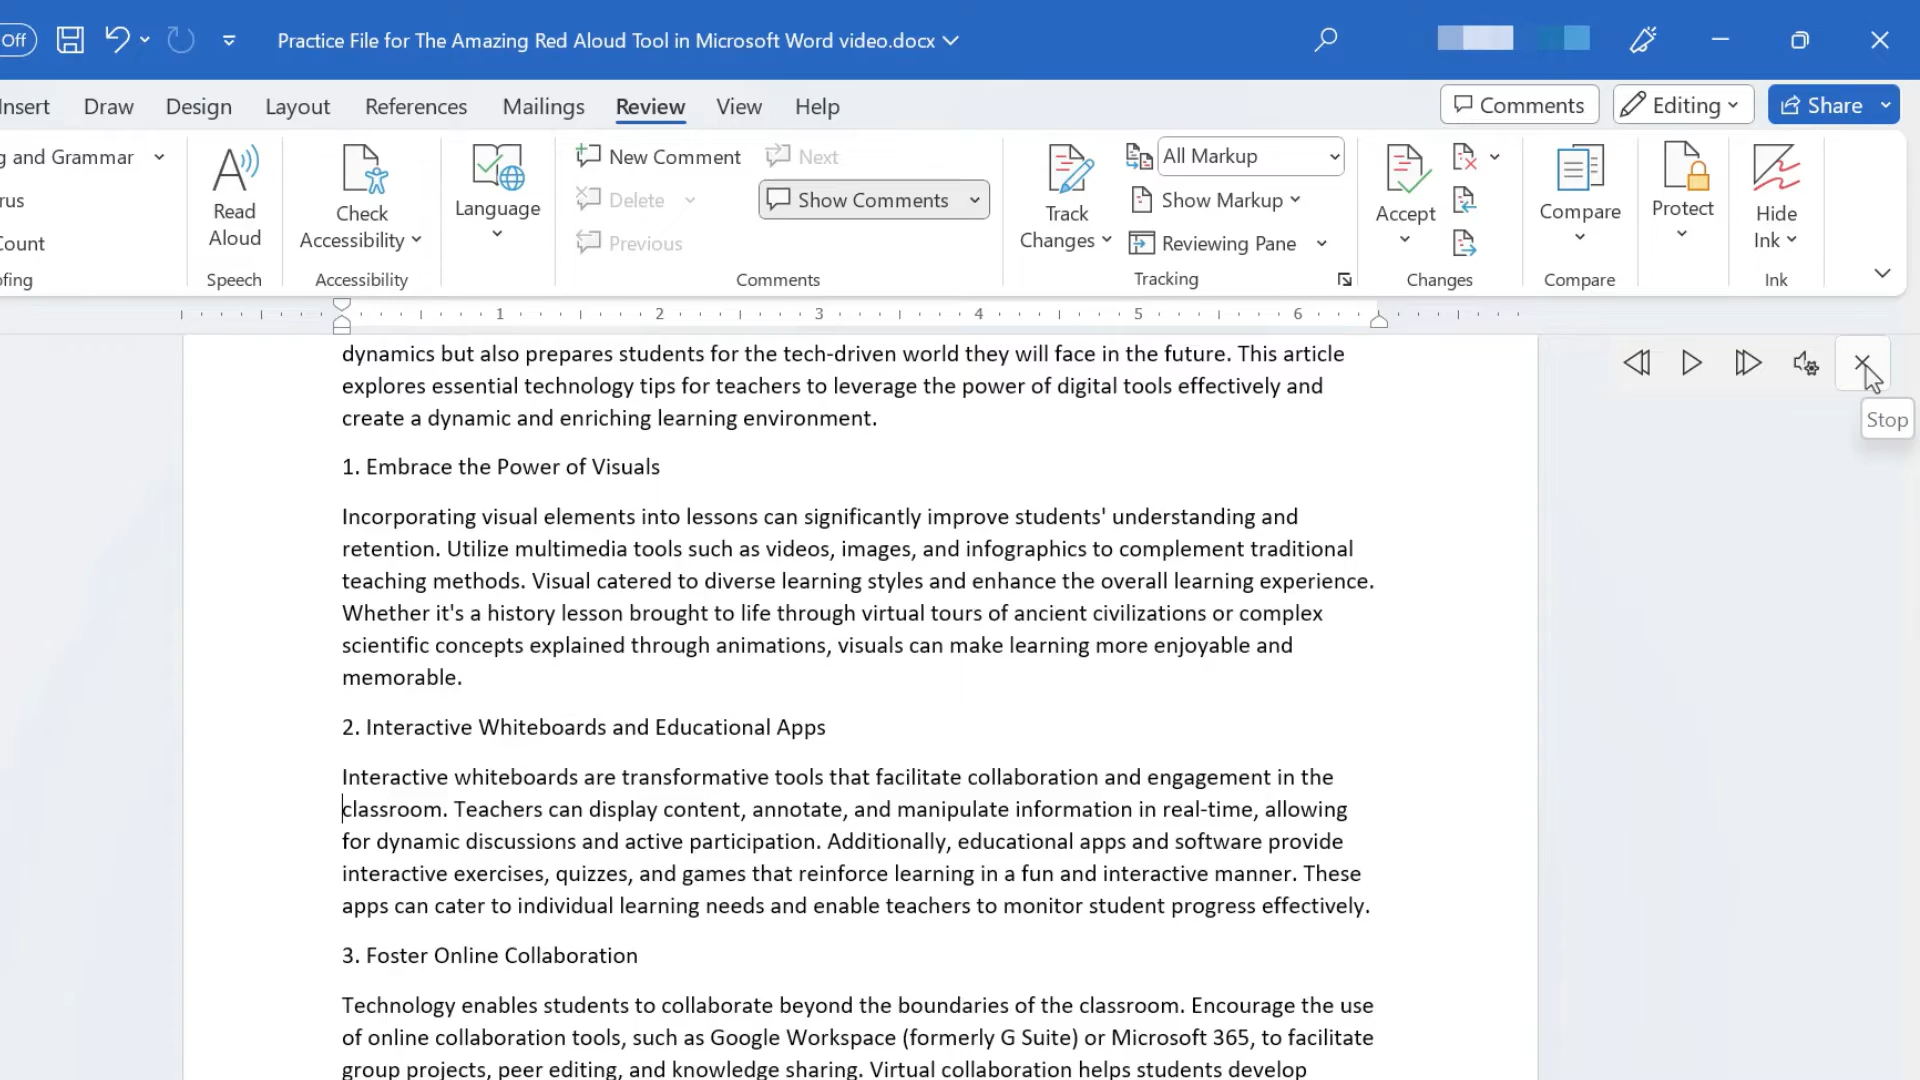 Off
Practice File for The Amazing Red Aloud Tool in Microsoft Word video.docx
nsert Draw Design Layout References Mailings Review View Help
Comments Editing Share
g and Grammar
rus
Count
ofing
Read
Aloud
Speech
Check
Accessibility
Accessibility
Language
New Comment Next
Delete Show Comments
Previous
Comments
Track
Changes
All Markup
Show Markup
Reviewing Pane
Tracking
Accept
Changes
Compare
Compare
Protect
Hide
Ink
Ink
1 2 3 4 5 6
Stop
dynamics but also prepares students for the tech-driven world they will face in the future. This article
explores essential technology tips for teachers to leverage the power of digital tools effectively and
create a dynamic and enriching learning environment.
1. Embrace the Power of Visuals
Incorporating visual elements into lessons can significantly improve students' understanding and
retention. Utilize multimedia tools such as videos, images, and infographics to complement traditional
teaching methods. Visual catered to diverse learning styles and enhance the overall learning experience.
Whether it's a history lesson brought to life through virtual tours of ancient civilizations or complex
scientific concepts explained through animations, visuals can make learning more enjoyable and
memorable.
2. Interactive Whiteboards and Educational Apps
Interactive whiteboards are transformative tools that facilitate collaboration and engagement in the
classroom. Teachers can display content, annotate, and manipulate information in real-time, allowing
for dynamic discussions and active participation. Additionally, educational apps and software provide
interactive exercises, quizzes, and games that reinforce learning in a fun and interactive manner. These
apps can cater to individual learning needs and enable teachers to monitor student progress effectively.
3. Foster Online Collaboration
Technology enables students to collaborate beyond the boundaries of the classroom. Encourage the use
of online collaboration tools, such as Google Workspace (formerly G Suite) or Microsoft 365, to facilitate
group projects, peer editing, and knowledge sharing. Virtual collaboration helps students develop